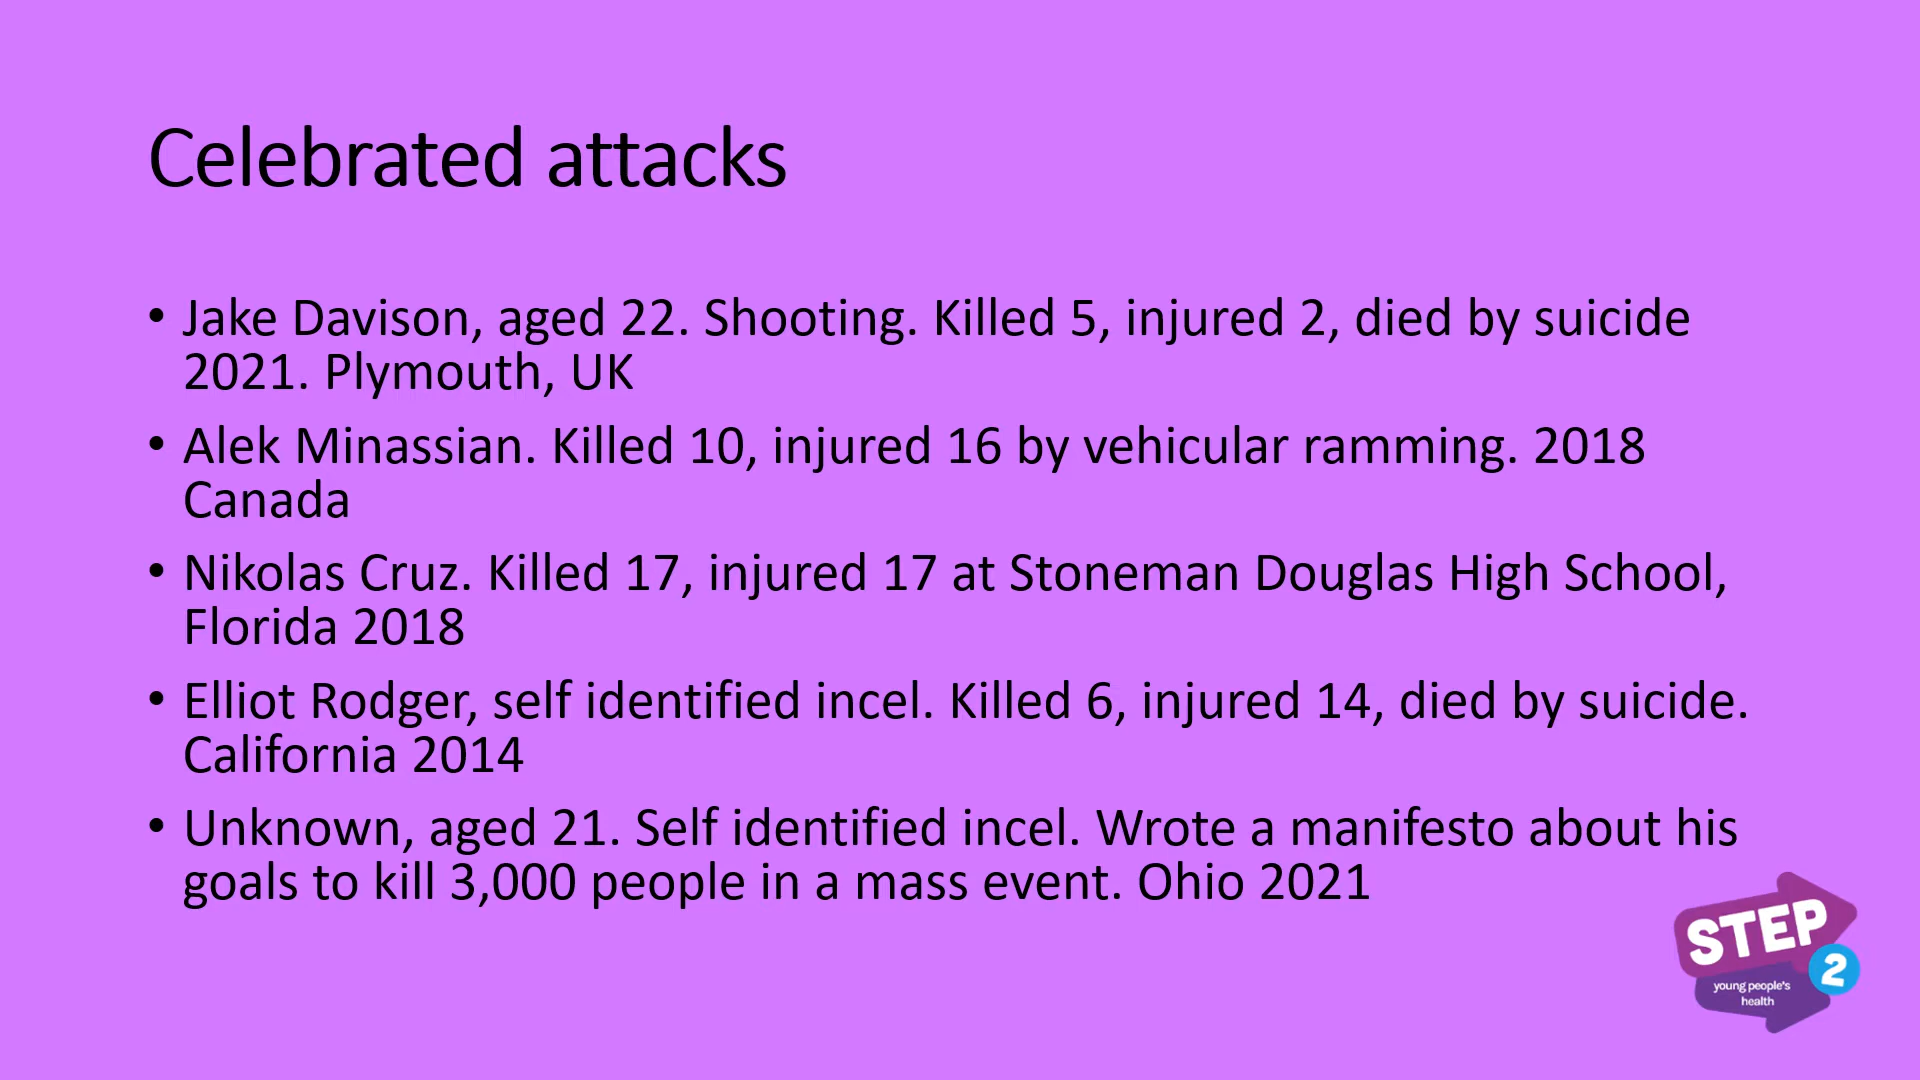 Celebrated attacks
• Jake Davison, aged 22. Shooting. Killed 5, injured 2, died by suicide
2021. Plymouth, UK
• Alek Minassian. Killed 10, injured 16 by vehicular ramming. 2018
Canada
• Nikolas Cruz. Killed 17, injured 17 at Stoneman Douglas High School,
Florida 2018
• Elliot Rodger, self identified incel. Killed 6, injured 14, died by suicide.
California 2014
• Unknown, aged 21. Self identified incel. Wrote a manifesto about his
goals to kill 3,000 people in a mass event. Ohio 2021
STEP
2
young people's
health